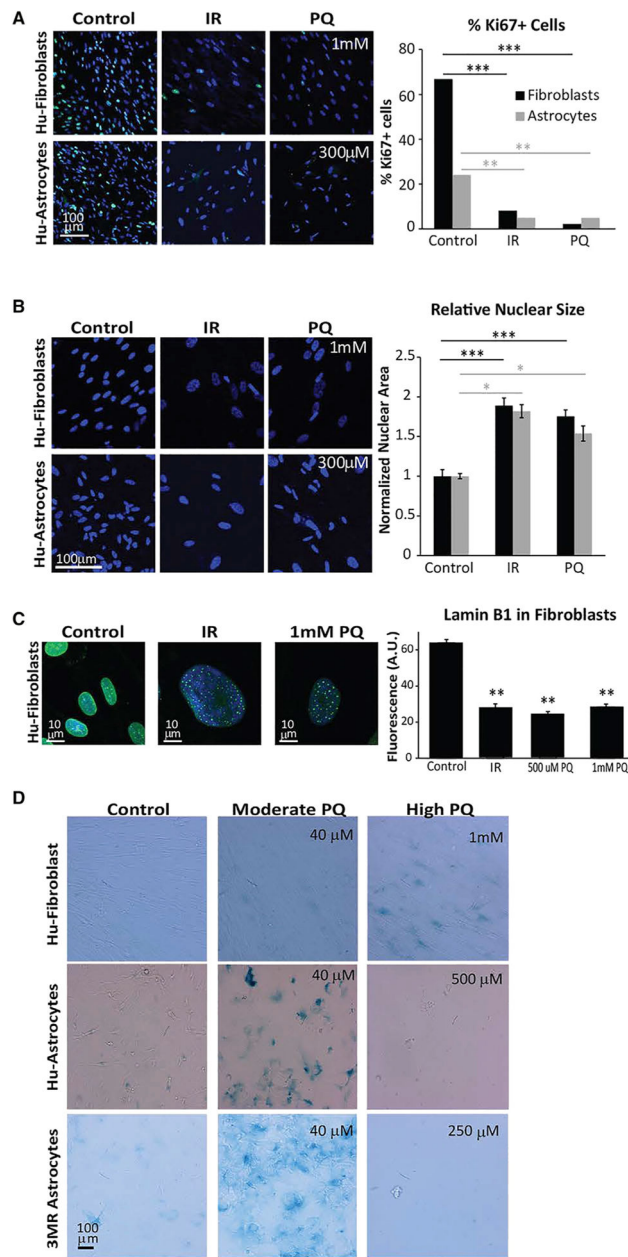 A
Control IR PQ
Hu-Fibroblasts
1mM
Hu-Astrocytes
300µM
100
µm
% Ki67+ Cells
% Ki67+ cells
80
60
40
20
0
***
***
Fibroblasts
Astrocytes
**
**
Control IR PQ
B
Control IR PQ
Hu-Fibroblasts
1mM
Hu-Astrocytes
300µM
100µm
Relative Nuclear Size
Normalized Nuclear Area
2.5
2
1.5
1
0.5
0
***
***
*
*
Control IR PQ
C
Control IR 1mM PQ
Hu-Fibroblasts
10
µm
10
µm
10
µm
Lamin B1 in Fibroblasts
Fluorescence (A.U.)
80
60
40
20
0
** ** **
Control IR 500 uM PQ 1mM PQ
D
Control Moderate PQ High PQ
Hu-Fibroblast
40 µM
1mM
Hu-Astrocytes
40 µM
500 µM
3MR Astrocytes
40 µM
250 µM
100
µm